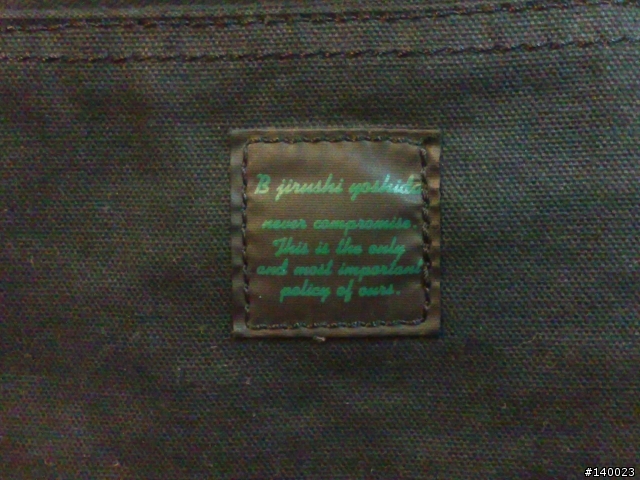 B jirushi yoshida
never compromise.
This is the only
and most important
policy of ours.
#140023